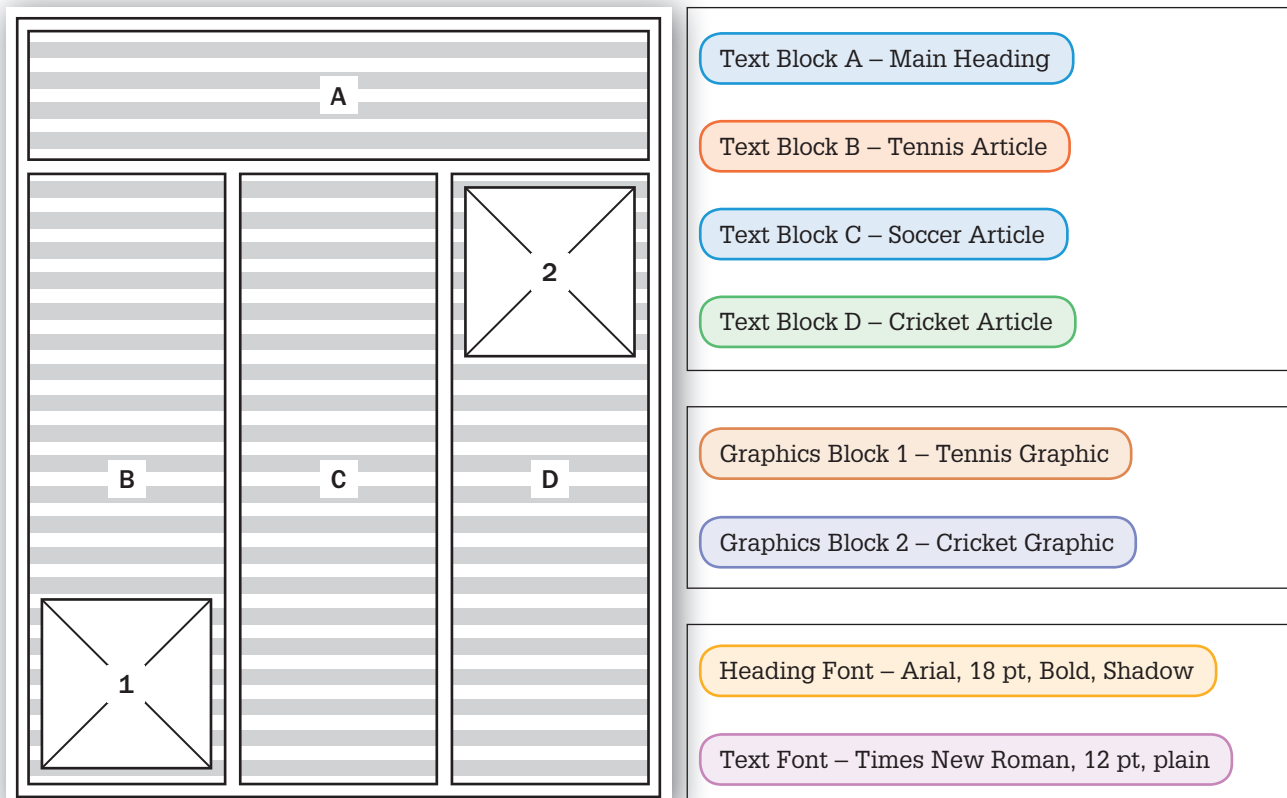 A
B
C
D
1
2
Text Block A – Main Heading
Text Block B – Tennis Article
Text Block C – Soccer Article
Text Block D – Cricket Article
Graphics Block 1 – Tennis Graphic
Graphics Block 2 – Cricket Graphic
Heading Font – Arial, 18 pt, Bold, Shadow
Text Font – Times New Roman, 12 pt, plain